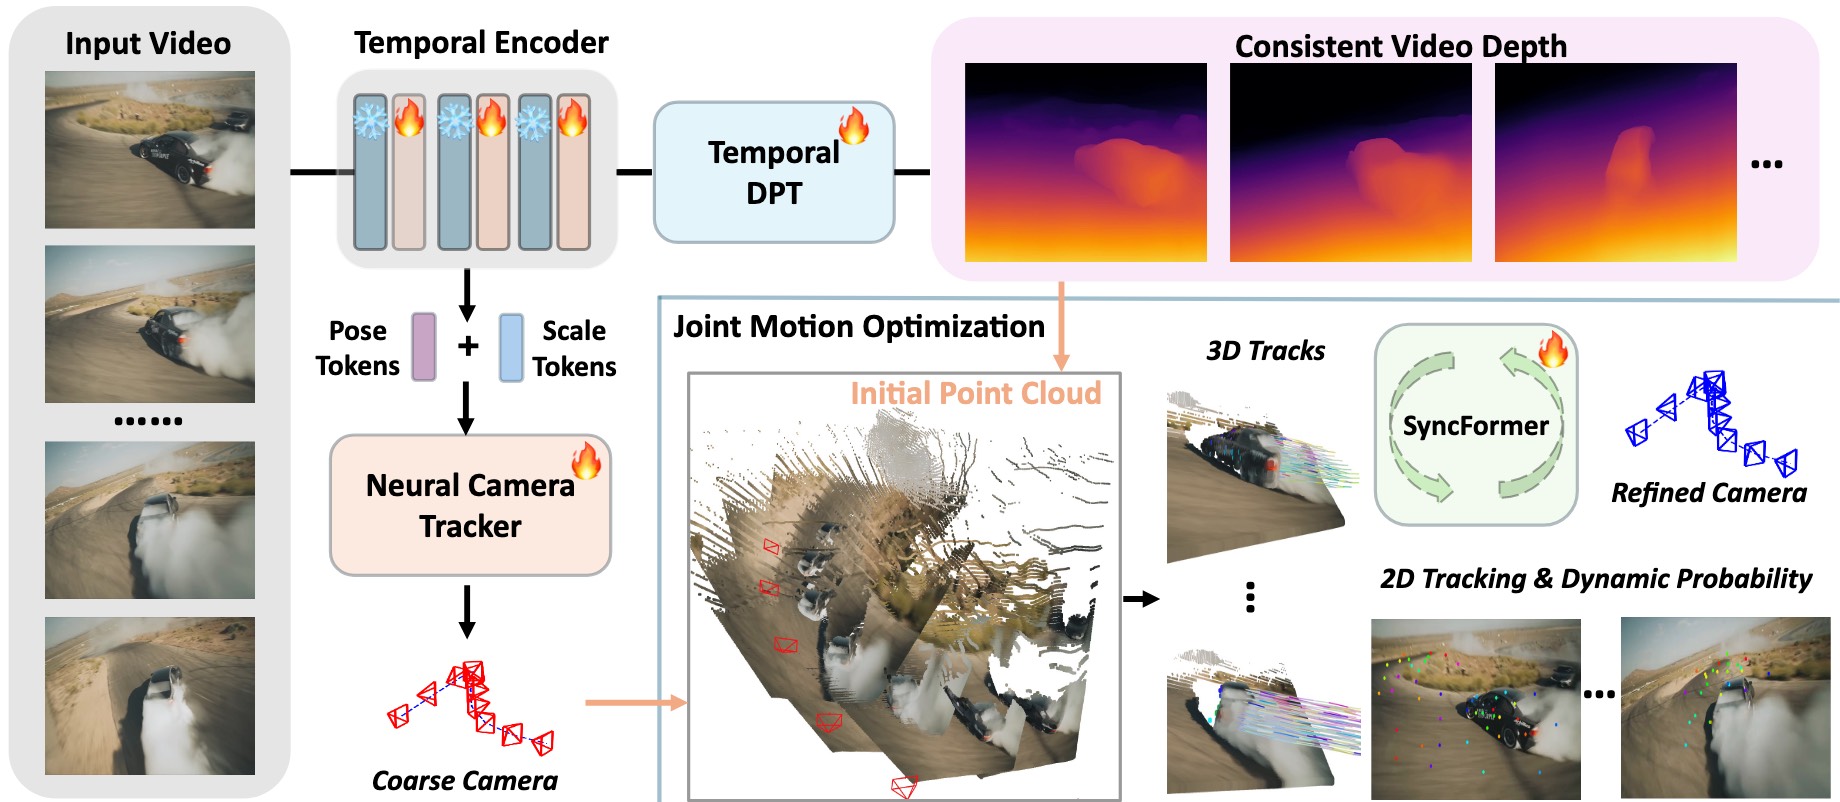 Input Video
......
Temporal Encoder
Temporal
DPT
Consistent Video Depth
...
Pose
Tokens
+
Scale
Tokens
Neural Camera
Tracker
Coarse Camera
Joint Motion Optimization
Initial Point Cloud
3D Tracks
SyncFormer
Refined Camera
2D Tracking & Dynamic Probability
...